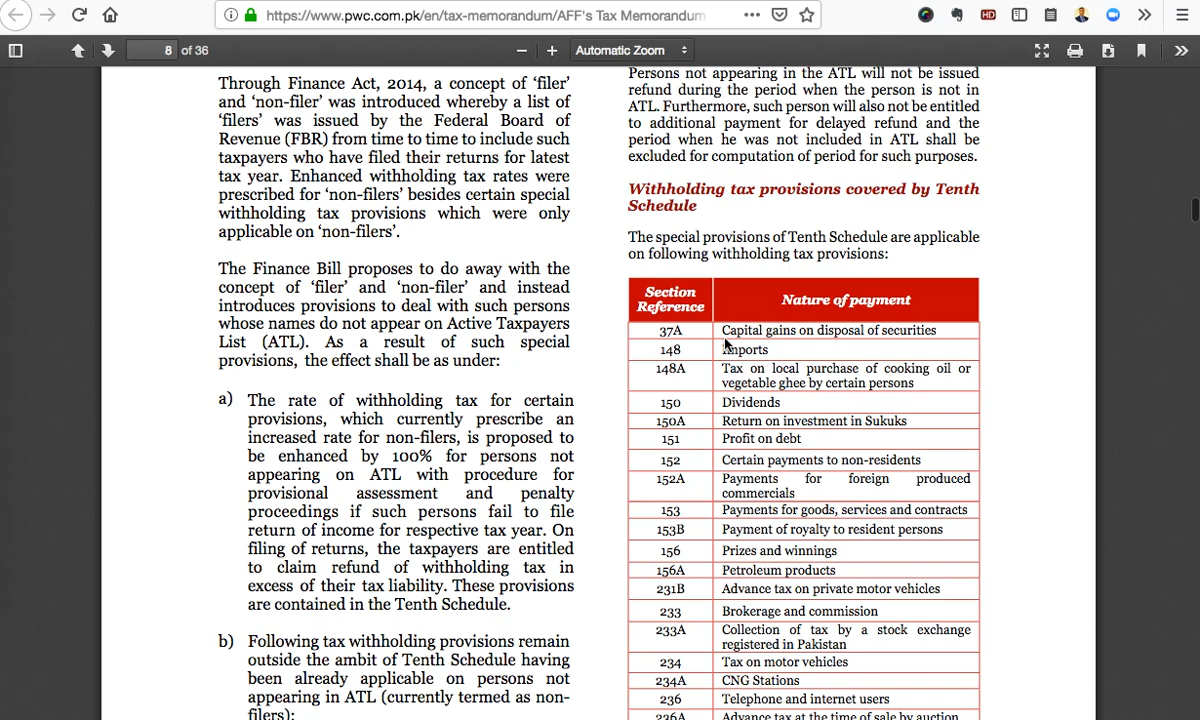 https://www.pwc.com.pk/en/tax-memorandum/AFF's Tax Memorandum
HD
8 of 36
Automatic Zoom
Through Finance Act, 2014, a concept of ‘filer’
and ‘non-filer’ was introduced whereby a list of
‘filers’ was issued by the Federal Board of
Revenue (FBR) from time to time to include such
taxpayers who have filed their returns for latest
tax year. Enhanced withholding tax rates were
prescribed for ‘non-filers’ besides certain special
withholding tax provisions which were only
applicable on ‘non-filers’.
The Finance Bill proposes to do away with the
concept of ‘filer’ and ‘non-filer’ and instead
introduces provisions to deal with such persons
whose names do not appear on Active Taxpayers
List (ATL). As a result of such special
provisions, the effect shall be as under:
a) The rate of withholding tax for certain
provisions, which currently prescribe an
increased rate for non-filers, is proposed to
be enhanced by 100% for persons not
appearing on ATL with procedure for
provisional assessment and penalty
proceedings if such persons fail to file
return of income for respective tax year. On
filing of returns, the taxpayers are entitled
to claim refund of withholding tax in
excess of their tax liability. These provisions
are contained in the Tenth Schedule.
b) Following tax withholding provisions remain
outside the ambit of Tenth Schedule having
been already applicable on persons not
appearing in ATL (currently termed as non-
filers):
Persons not appearing in the ATL will not be issued
refund during the period when the person is not in
ATL. Furthermore, such person will also not be entitled
to additional payment for delayed refund and the
period when he was not included in ATL shall be
excluded for computation of period for such purposes.
Withholding tax provisions covered by Tenth
Schedule
The special provisions of Tenth Schedule are applicable
on following withholding tax provisions:
Section Reference Nature of payment
37A Capital gains on disposal of securities
148 Imports
148A Tax on local purchase of cooking oil or
vegetable ghee by certain persons
150 Dividends
150A Return on investment in Sukuks
151 Profit on debt
152 Certain payments to non-residents
152A Payments for foreign produced
commercials
153 Payments for goods, services and contracts
153B Payment of royalty to resident persons
156 Prizes and winnings
156A Petroleum products
231B Advance tax on private motor vehicles
233 Brokerage and commission
233A Collection of tax by a stock exchange
registered in Pakistan
234 Tax on motor vehicles
234A CNG Stations
236 Telephone and internet users
236A Advance tax at the time of sale by auction